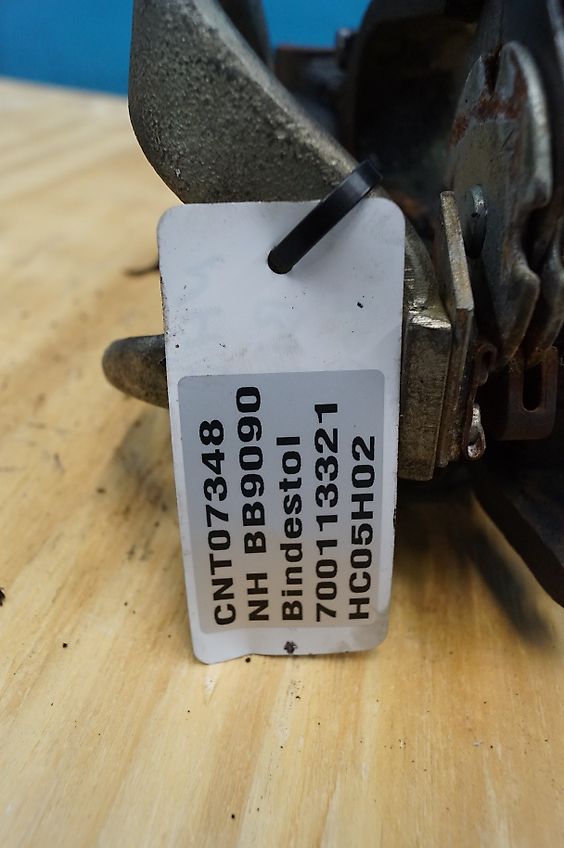 CNT07348
NH BB9090
Bindestol
700113321
HC05H02